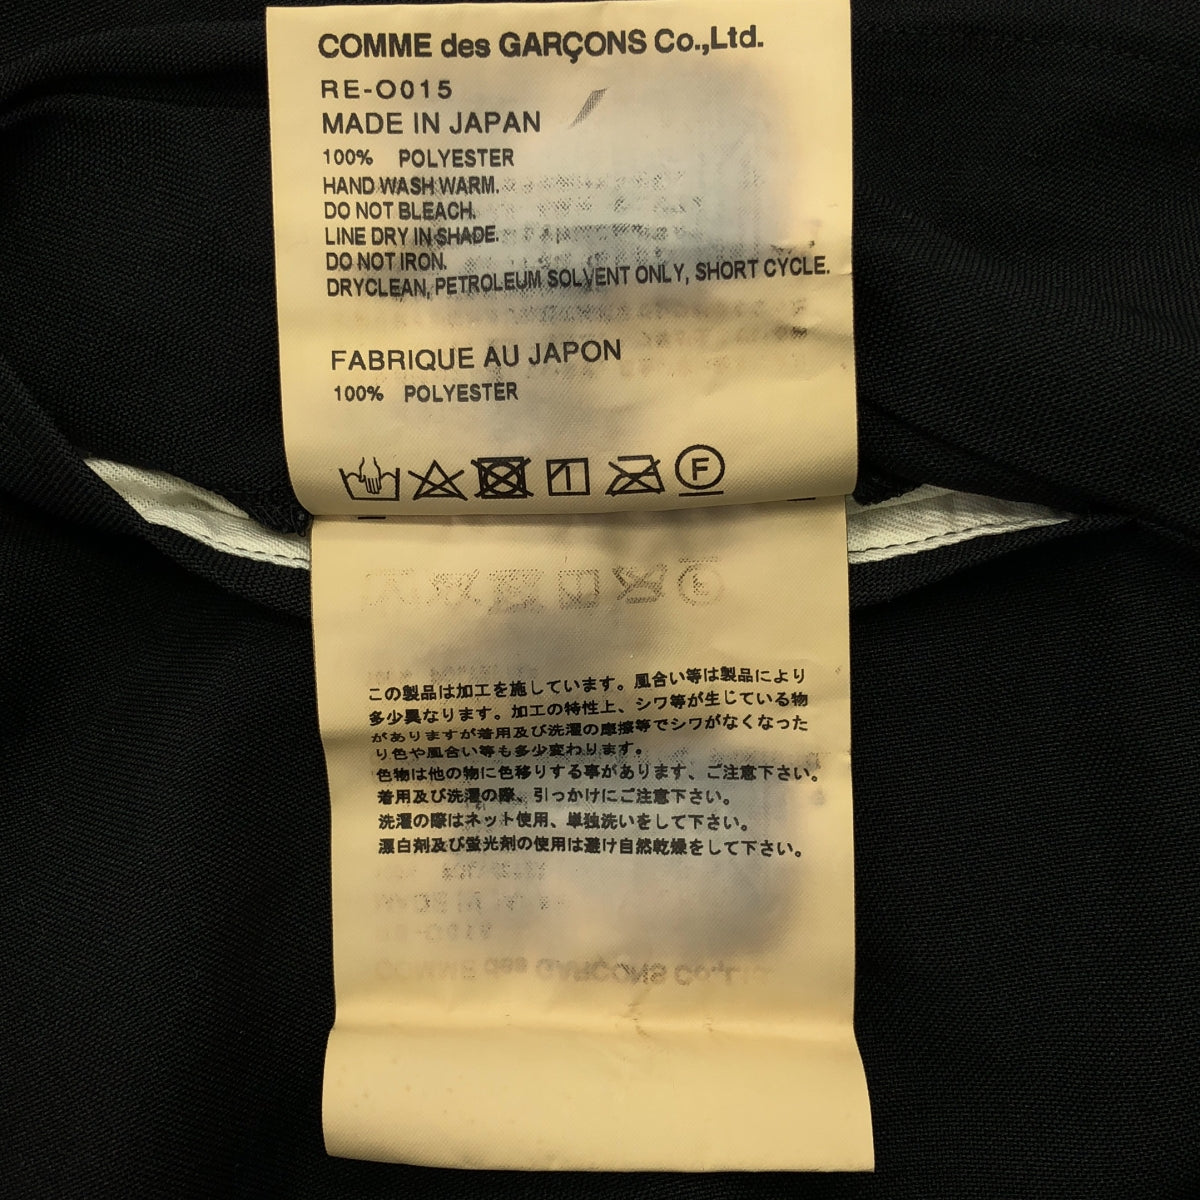 COMME des GARÇONS Co.,Ltd.
RE-O015
MADE IN JAPAN
100% POLYESTER
HAND WASH WARM.
DO NOT BLEACH.
LINE DRY IN SHADE.
DO NOT IRON.
DRYCLEAN, PETROLEUM SOLVENT ONLY, SHORT CYCLE.
FABRIQUE AU JAPON
100% POLYESTER
F
この製品は加工を施しています。風合い等は製品により
多少異なります。加工の特性上、シワ等が生じている物
がありますが着用及び洗濯の摩擦等でシワがなくなった
り色や風合い等も多少変わります。
色物は他の物に色移りする事があります、ご注意下さい。
着用及び洗濯の際、引っかけにご注意下さい。
洗濯の際はネット使用、単独洗いをして下さい。
漂白剤及び蛍光剤の使用は避け自然乾燥をして下さい。